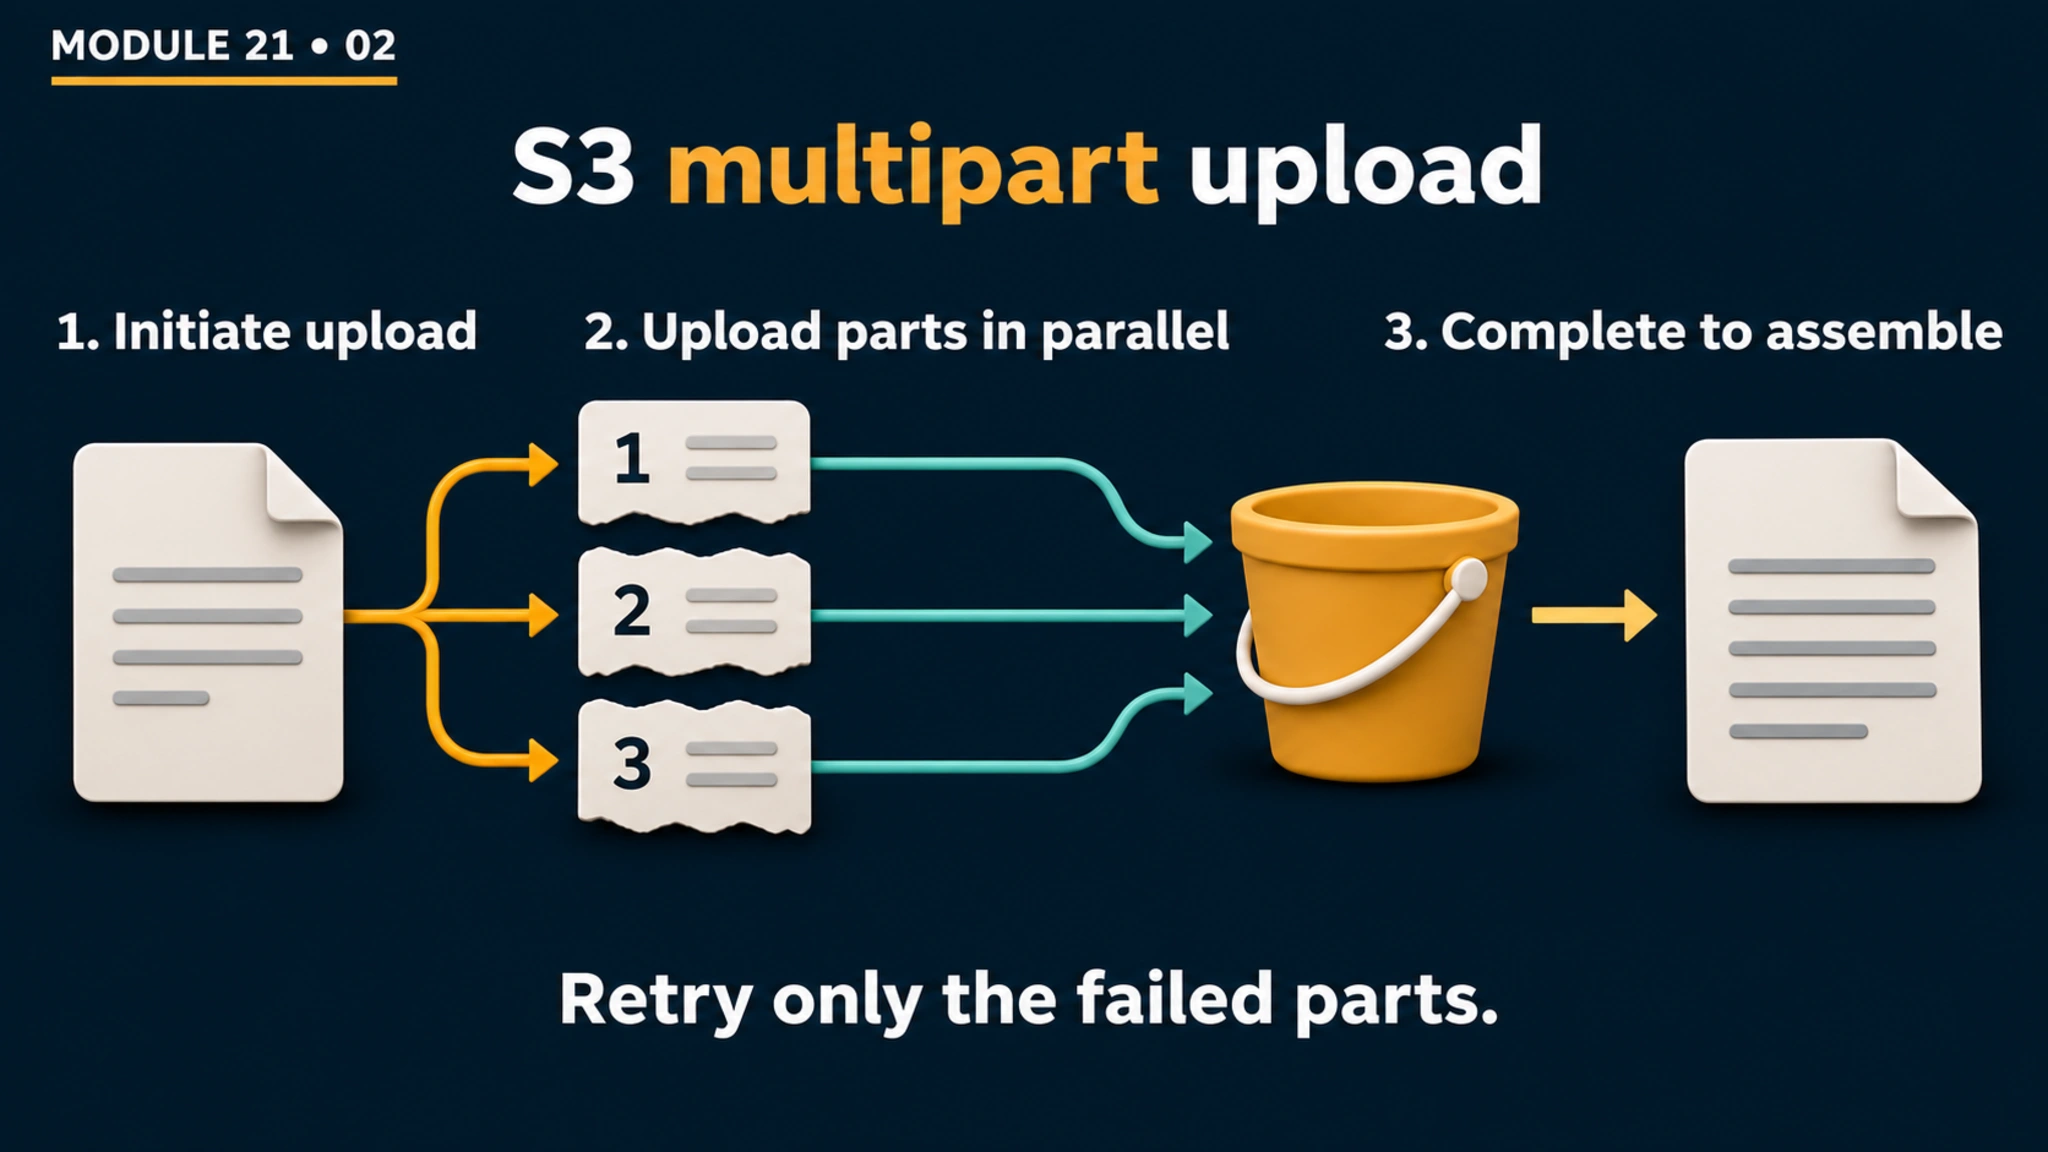 MODULE 21 • 02
S3 multipart upload
1. Initiate upload
2. Upload parts in parallel
3. Complete to assemble
1
2
3
Retry only the failed parts.